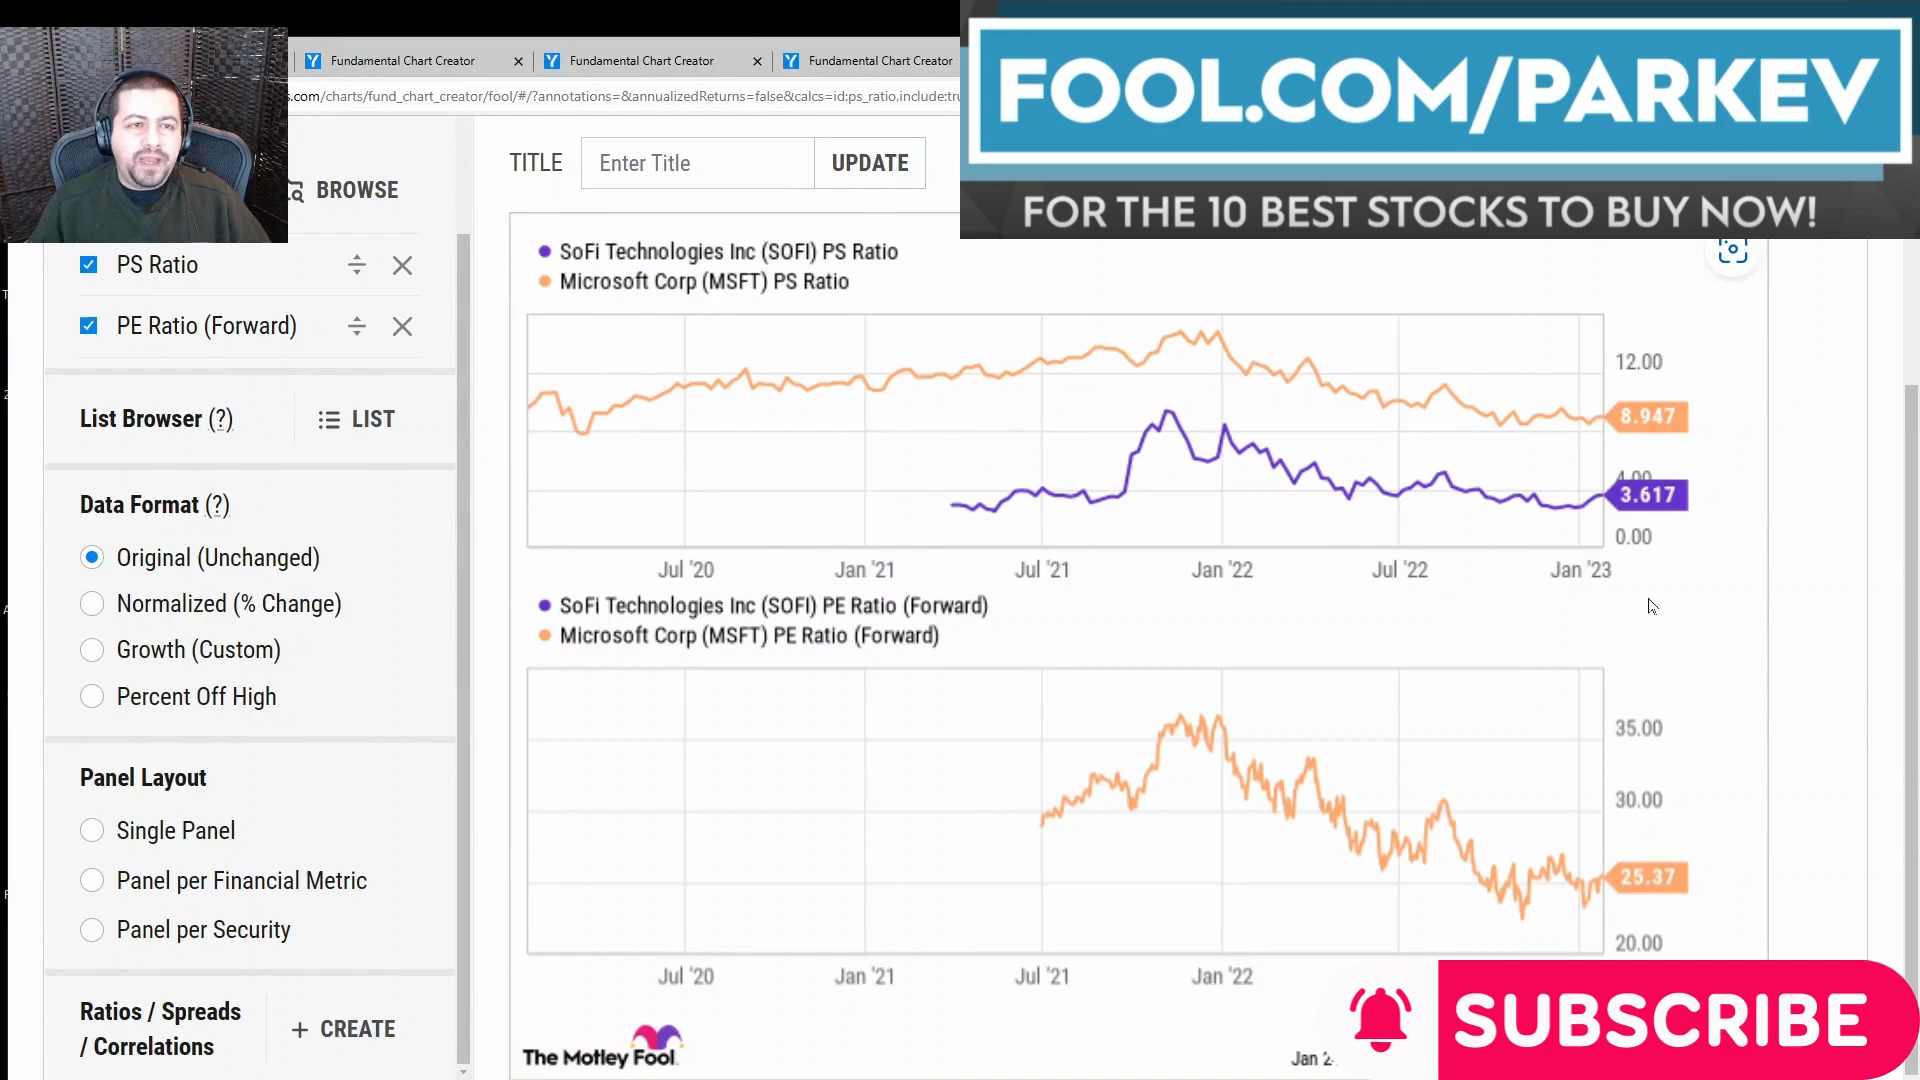 FOOL.COM/PARKEV
FOR THE 10 BEST STOCKS TO BUY NOW!
Fundamental Chart Creator
Fundamental Chart Creator
Fundamental Chart Creator
s.com/charts/fund_chart_creator/fool/#/?annotations=&annualizedReturns=false&calcs=id:ps_ratio,include:tru
BROWSE
PS Ratio
PE Ratio (Forward)
List Browser (?)
LIST
Data Format (?)
Original (Unchanged)
Normalized (% Change)
Growth (Custom)
Percent Off High
Panel Layout
Single Panel
Panel per Financial Metric
Panel per Security
Ratios / Spreads
/ Correlations
+ CREATE
TITLE Enter Title UPDATE
SoFi Technologies Inc (SOFI) PS Ratio
Microsoft Corp (MSFT) PS Ratio
12.00
8.947
4.00
3.617
0.00
Jul '20 Jan '21 Jul '21 Jan '22 Jul '22 Jan '23
SoFi Technologies Inc (SOFI) PE Ratio (Forward)
Microsoft Corp (MSFT) PE Ratio (Forward)
35.00
30.00
25.37
20.00
Jul '20 Jan '21 Jul '21 Jan '22
The Motley Fool
Jan 2
SUBSCRIBE